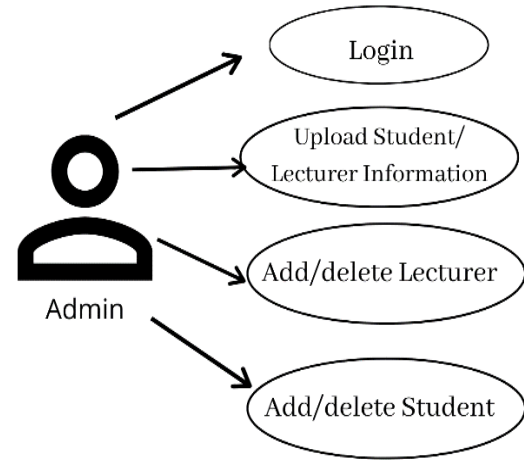 Login
Upload Student/
Lecturer Information
Add/delete Lecturer
Admin
Add/delete Student